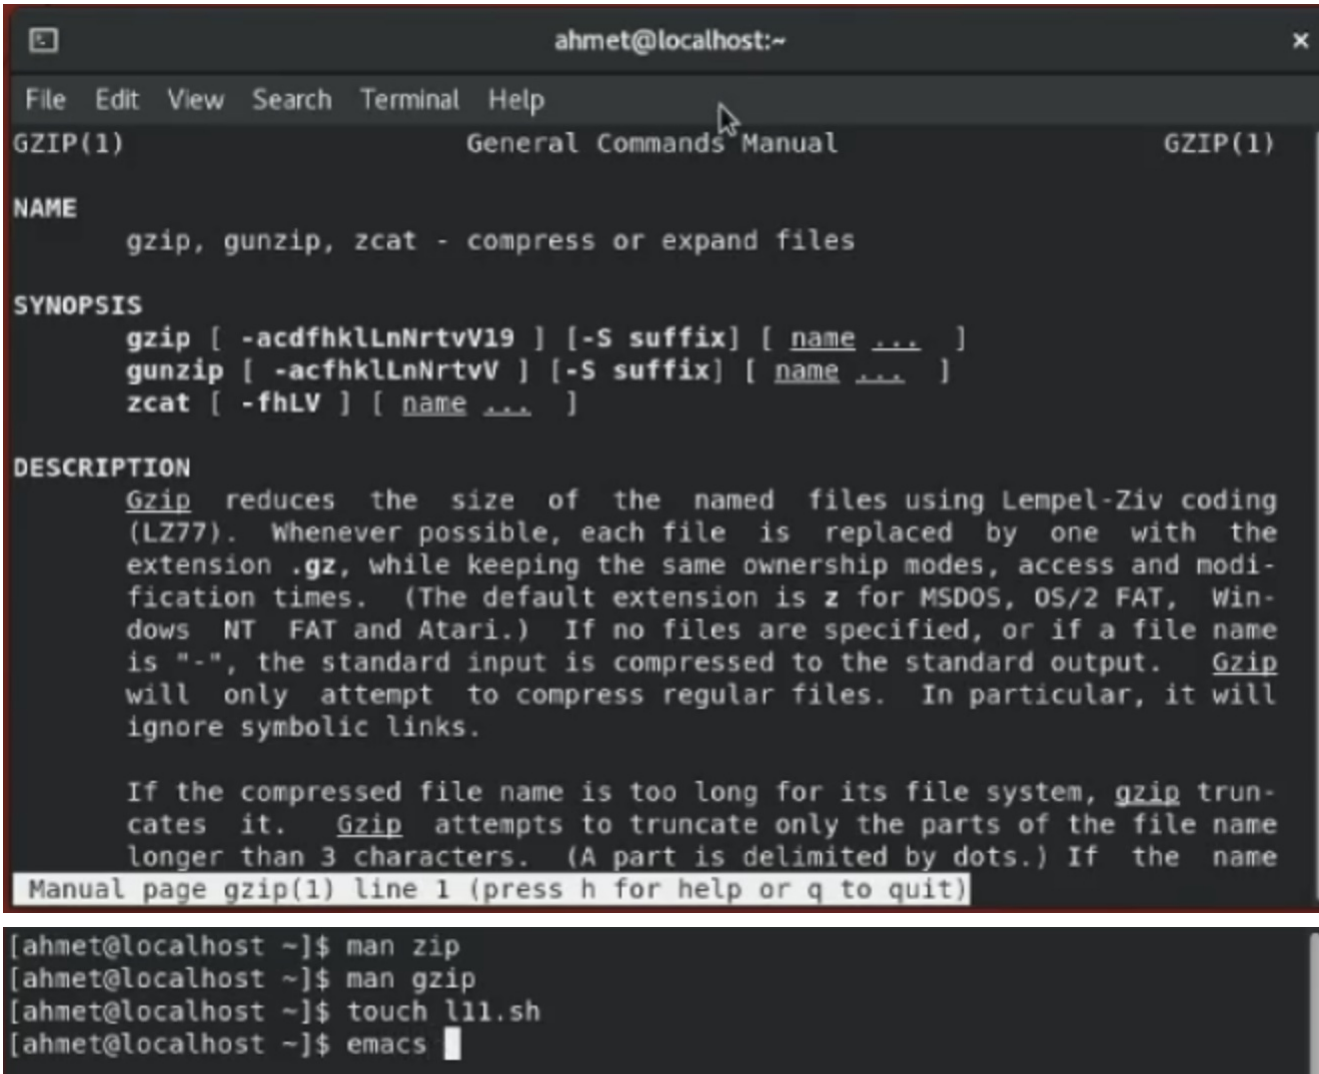 ahmet@localhost:~ ×
File Edit View Search Terminal Help
GZIP(1) General Commands Manual GZIP(1)
NAME
gzip, gunzip, zcat - compress or expand files
SYNOPSIS
gzip [ -acdfhklLnNrtvV19 ] [-S suffix] [ name ... ]
gunzip [ -acfhklLnNrtvV ] [-S suffix] [ name ... ]
zcat [ -fhLV ] [ name ... ]
DESCRIPTION
Gzip reduces the size of the named files using Lempel-Ziv coding
(LZ77). Whenever possible, each file is replaced by one with the
extension .gz, while keeping the same ownership modes, access and modi-
fication times. (The default extension is z for MSDOS, OS/2 FAT, Win-
dows NT FAT and Atari.) If no files are specified, or if a file name
is "-", the standard input is compressed to the standard output. Gzip
will only attempt to compress regular files. In particular, it will
ignore symbolic links.
If the compressed file name is too long for its file system, gzip trun-
cates it. Gzip attempts to truncate only the parts of the file name
longer than 3 characters. (A part is delimited by dots.) If the name
Manual page gzip(1) line 1 (press h for help or q to quit)
[ahmet@localhost ~]$ man zip
[ahmet@localhost ~]$ man gzip
[ahmet@localhost ~]$ touch l11.sh
[ahmet@localhost ~]$ emacs